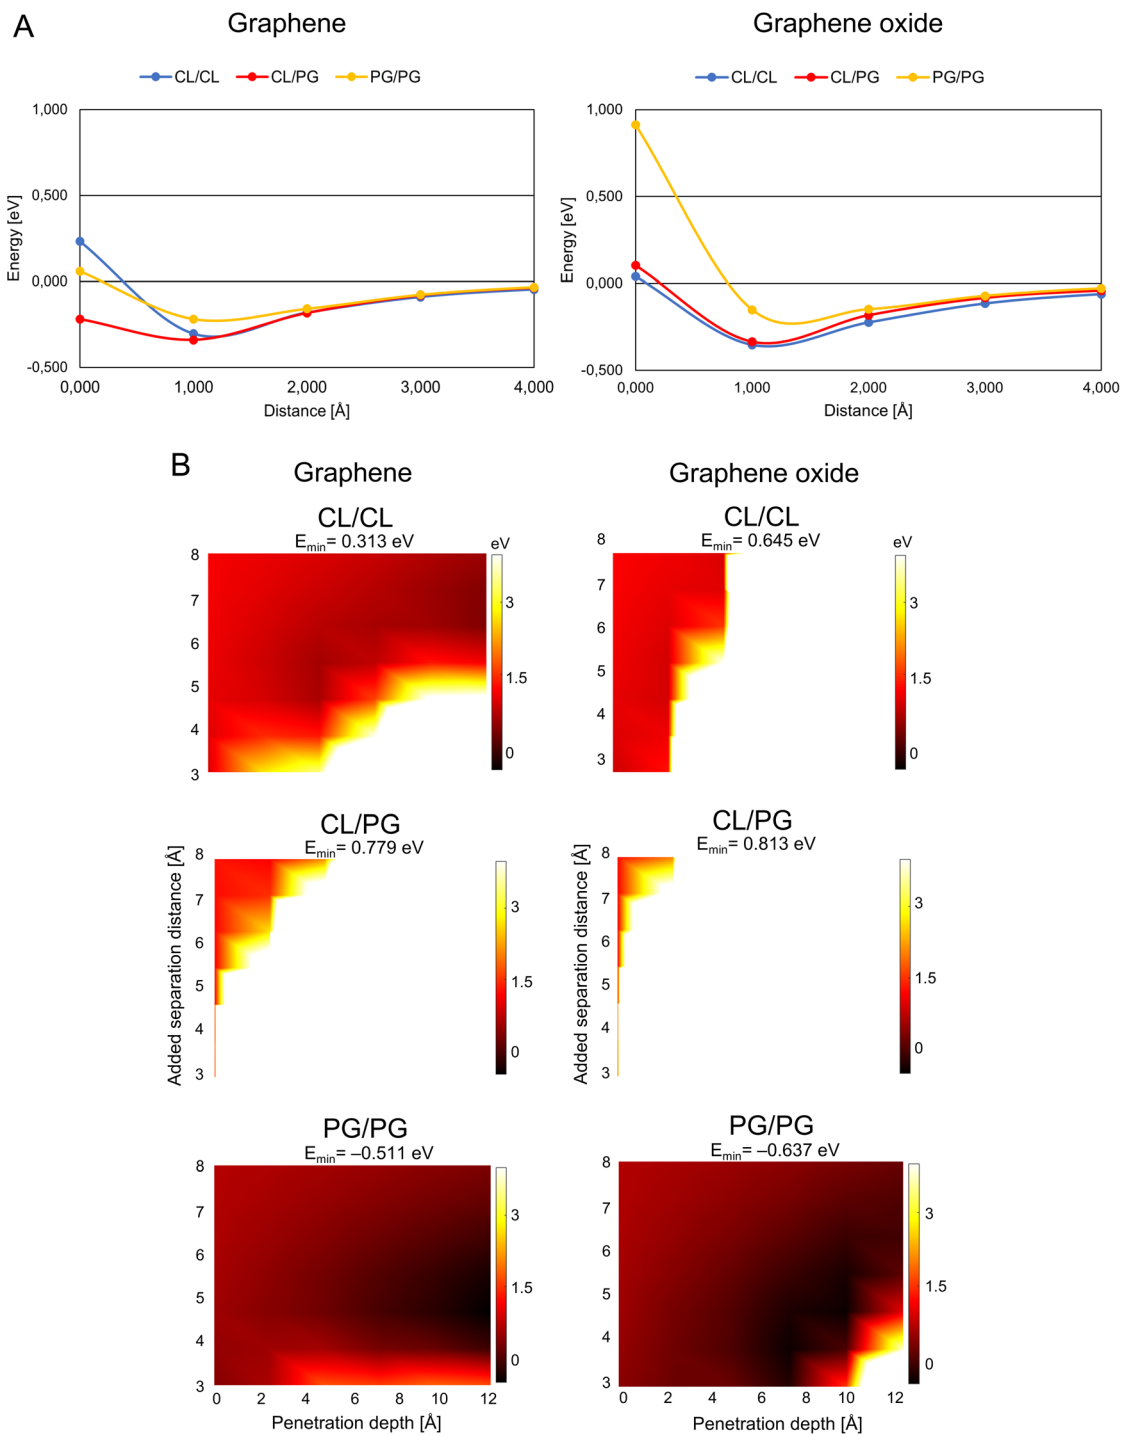 A
Graphene
Graphene oxide
CL/CL CL/PG PG/PG
CL/CL CL/PG PG/PG
1,000
0,500
0,000
-0,500
Energy [eV]
0,000 1,000 2,000 3,000 4,000
Distance [Å]
1,000
0,500
0,000
-0,500
Energy [eV]
0,000 1,000 2,000 3,000 4,000
Distance [Å]
B
Graphene
Graphene oxide
CL/CL
Emin= 0.313 eV
eV
8
7
6
5
4
3
3
1.5
0
CL/CL
Emin= 0.645 eV
eV
8
7
6
5
4
3
3
1.5
0
CL/PG
Emin= 0.779 eV
Added separation distance [Å]
8
7
6
5
4
3
3
1.5
0
CL/PG
Emin= 0.813 eV
Added separation distance [Å]
8
7
6
5
4
3
3
1.5
0
PG/PG
Emin= –0.511 eV
8
7
6
5
4
3
3
1.5
0
0 2 4 6 8 10 12
Penetration depth [Å]
PG/PG
Emin= –0.637 eV
8
7
6
5
4
3
3
1.5
0
0 2 4 6 8 10 12
Penetration depth [Å]